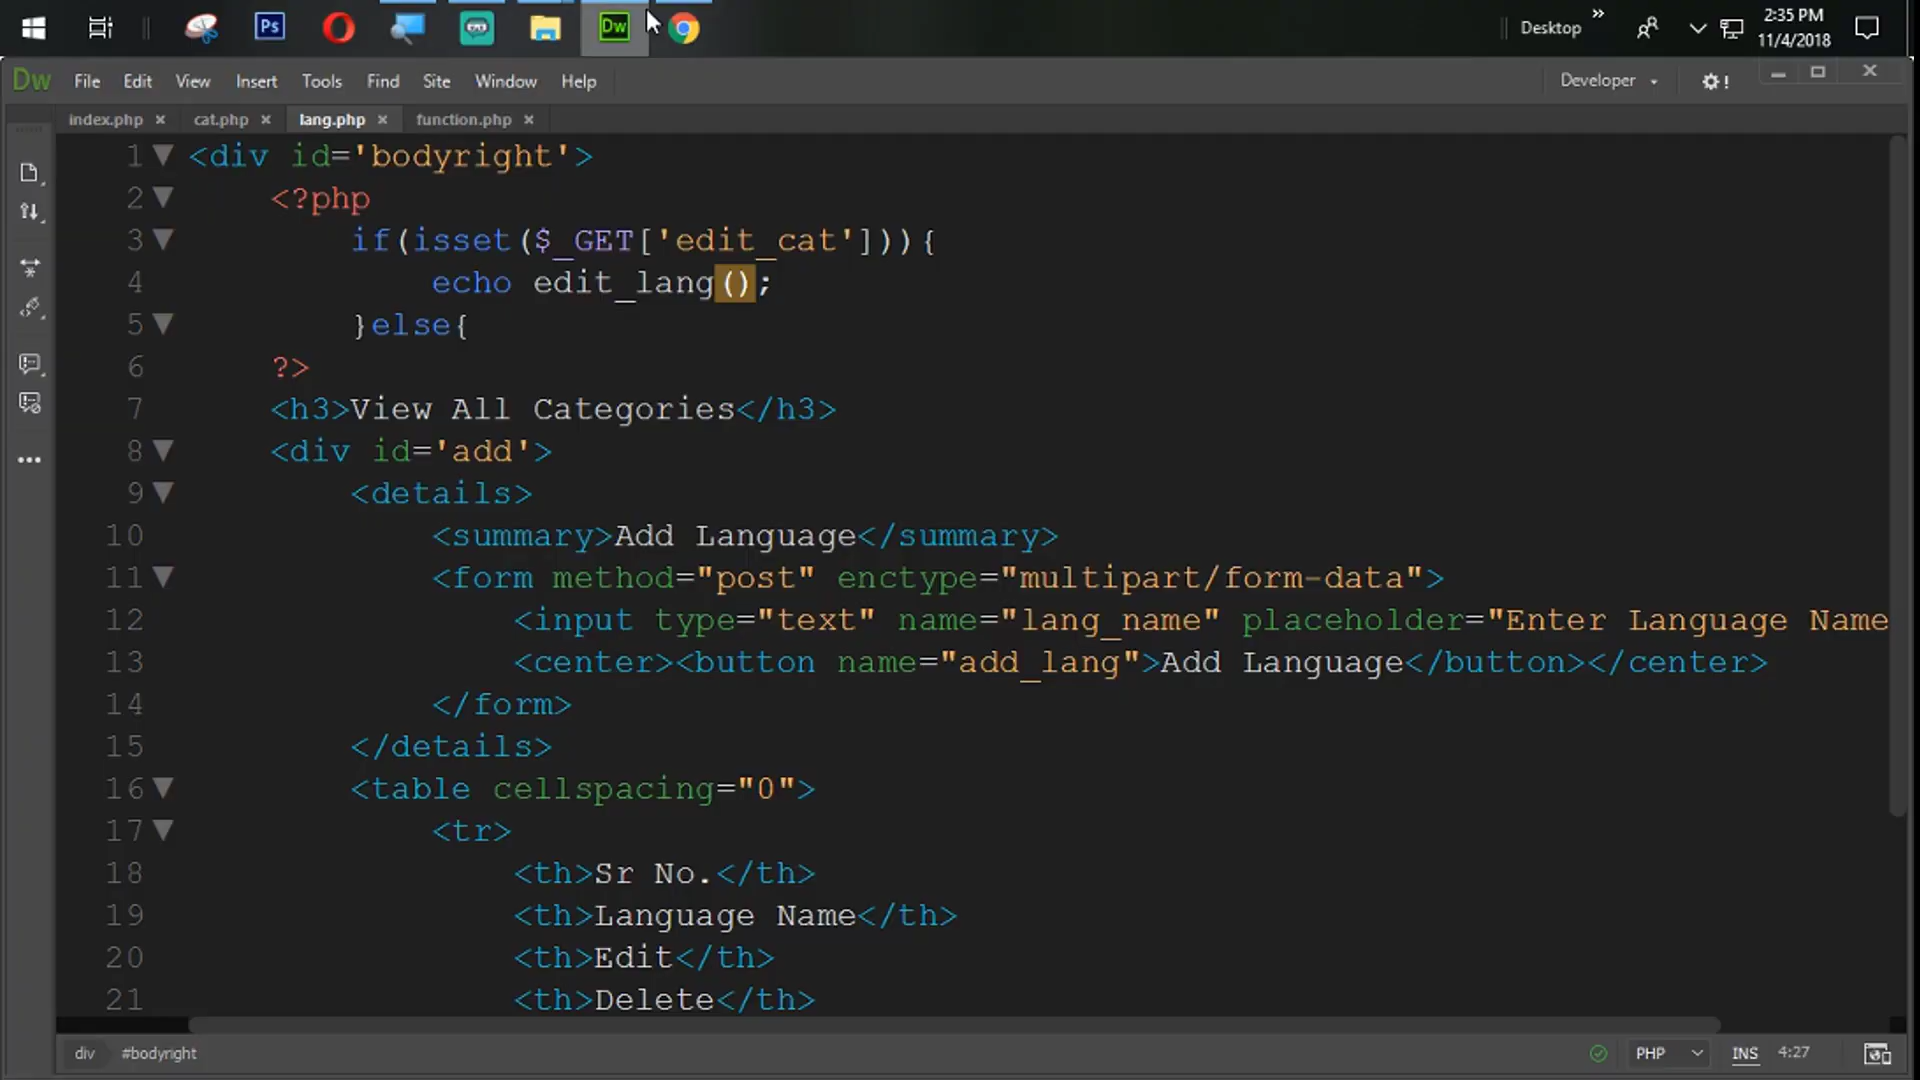 Ps
Dw
Desktop »
2:35 PM
11/4/2018
Dw File Edit View Insert Tools Find Site Window Help
Developer
!
index.php × cat.php × lang.php × function.php ×
1 <div id='bodyright'>
2 <?php
3 if(isset($_GET['edit_cat'])){
4 echo edit_lang();
5 }else{
6 ?>
7 <h3>View All Categories</h3>
8 <div id='add'>
9 <details>
10 <summary>Add Language</summary>
11 <form method="post" enctype="multipart/form-data">
12 <input type="text" name="lang_name" placeholder="Enter Language Name
13 <center><button name="add_lang">Add Language</button></center>
14 </form>
15 </details>
16 <table cellspacing="0">
17 <tr>
18 <th>Sr No.</th>
19 <th>Language Name</th>
20 <th>Edit</th>
21 <th>Delete</th>
div #bodyright
PHP INS 4:27